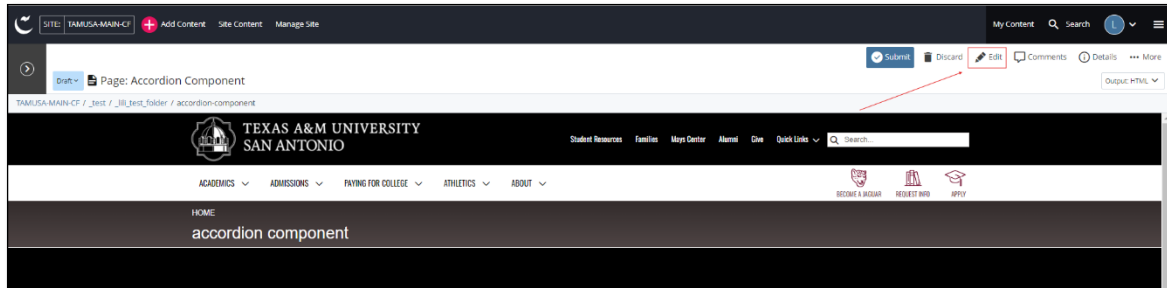 SITE: TAMUSA-MAIN-CF Add Content Site Content Manage Site My Content Search L
Submit Discard Edit Comments Details More
Draft Page: Accordion Component Output: HTML
TAMUSA-MAIN-CF / _test / _lili_test_folder / accordion-component
TEXAS A&M UNIVERSITY
SAN ANTONIO
Student Resources Families Mays Center Alumni Give Quick Links Search...
ACADEMICS ADMISSIONS PAYING FOR COLLEGE ATHLETICS ABOUT
BECOME A JAGUAR REQUEST INFO APPLY
HOME
accordion component